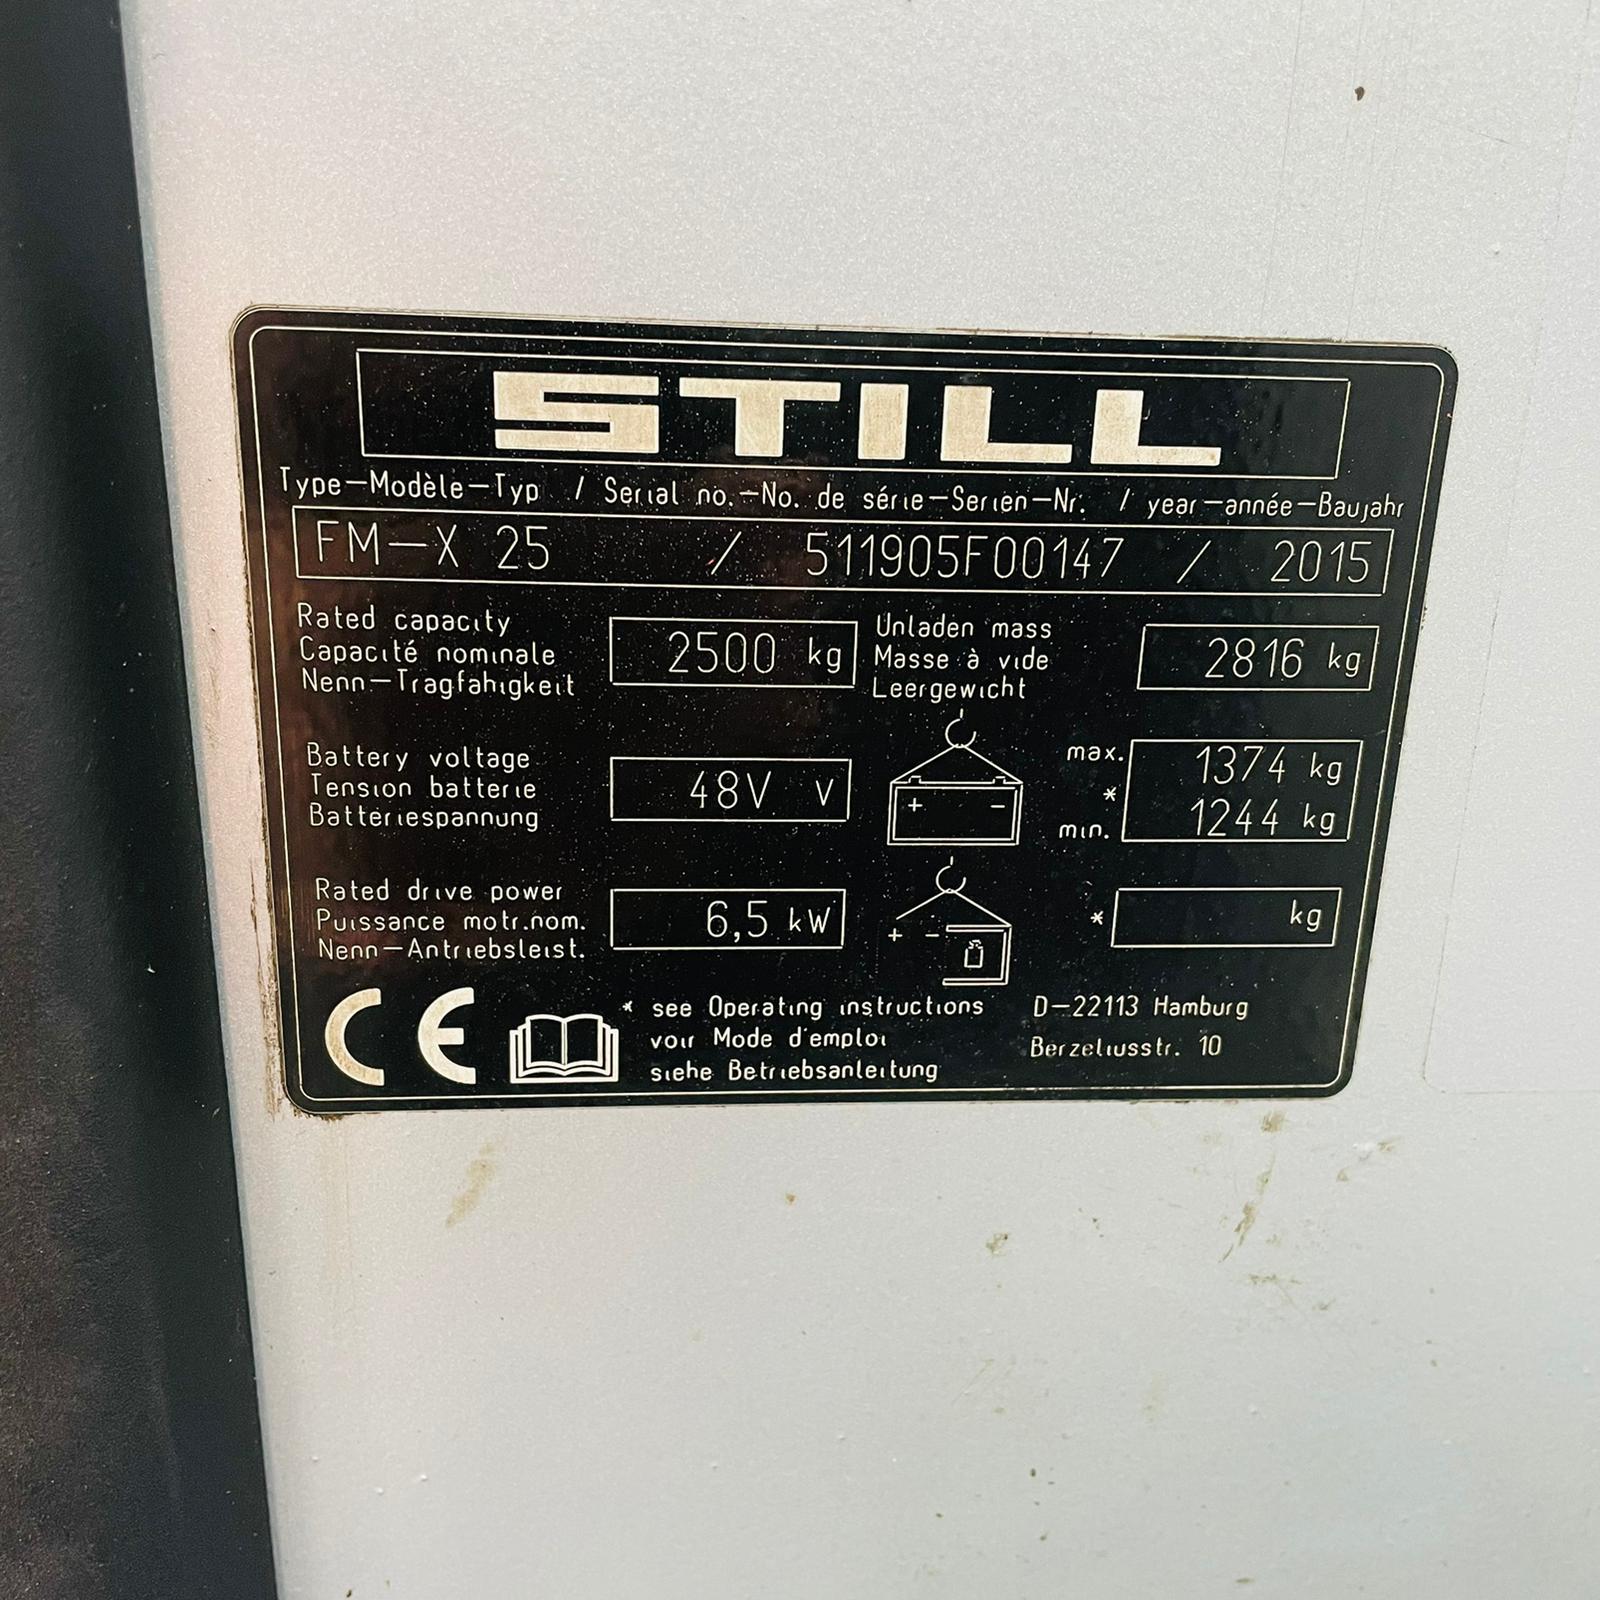 STILL
Type-Modèle-Typ / Serial no.-No. de série-Serien-Nr. / year-année-Baujahr
FM-X 25 / 511905F00147 / 2015
Rated capacity
Capacité nominale
Nenn-Tragfähigkeit
2500 kg
Unladen mass
Masse à vide
Leergewicht
2816 kg
Battery voltage
Tension batterie
Batteriespannung
48V V
+ -
max. 1374 kg
*
min. 1244 kg
Rated drive power
Puissance motr.nom.
Nenn-Antriebsleist.
6,5 kW
+ -
* kg
CE
* see Operating instructions
voir Mode d'emploi
siehe Betriebsanleitung
D-22113 Hamburg
Berzeliusstr. 10